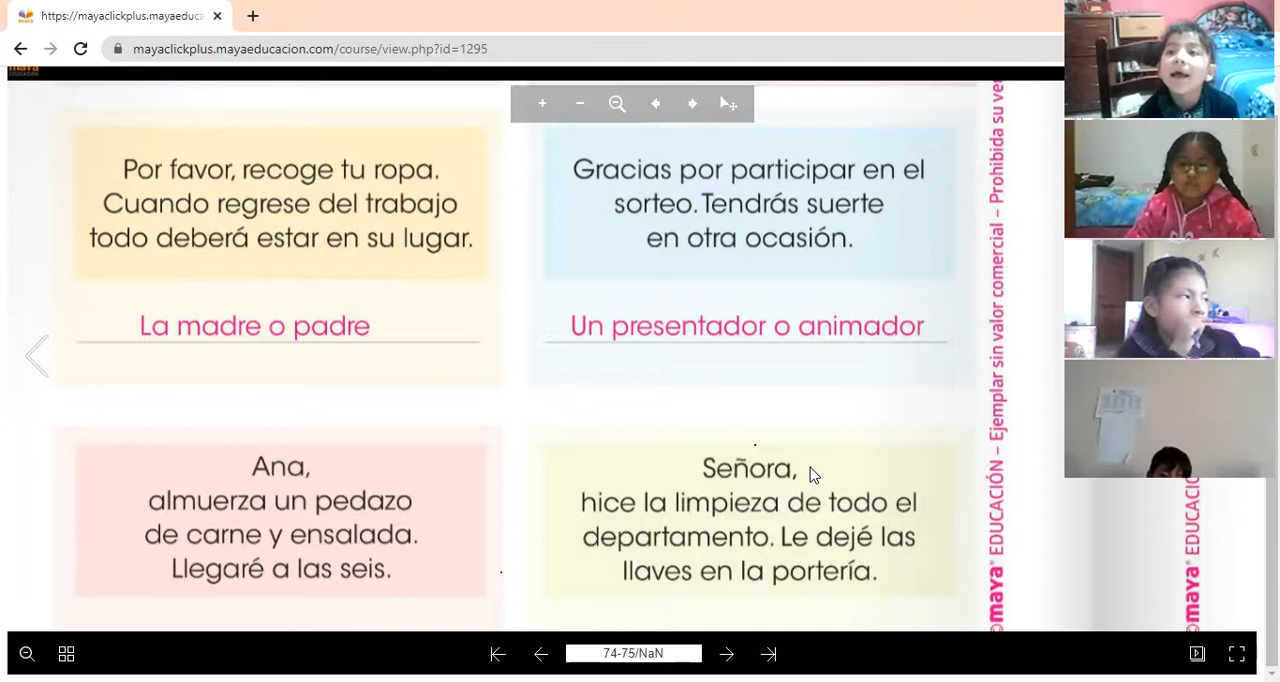 https://mayaclickplus.mayaeduca
mayaclickplus.mayaeducacion.com/course/view.php?id=1295
maya
EDUCACIÓN
Por favor, recoge tu ropa.
Cuando regrese del trabajo
todo deberá estar en su lugar.
La madre o padre
Gracias por participar en el
sorteo. Tendrás suerte
en otra ocasión.
Un presentador o animador
Ana,
almuerza un pedazo
de carne y ensalada.
Llegaré a las seis.
Señora,
hice la limpieza de todo el
departamento. Le dejé las
llaves en la portería.
©maya® EDUCACIÓN – Ejemplar sin valor comercial – Prohibida su ve
©maya® EDUCACIÓ
74-75/NaN